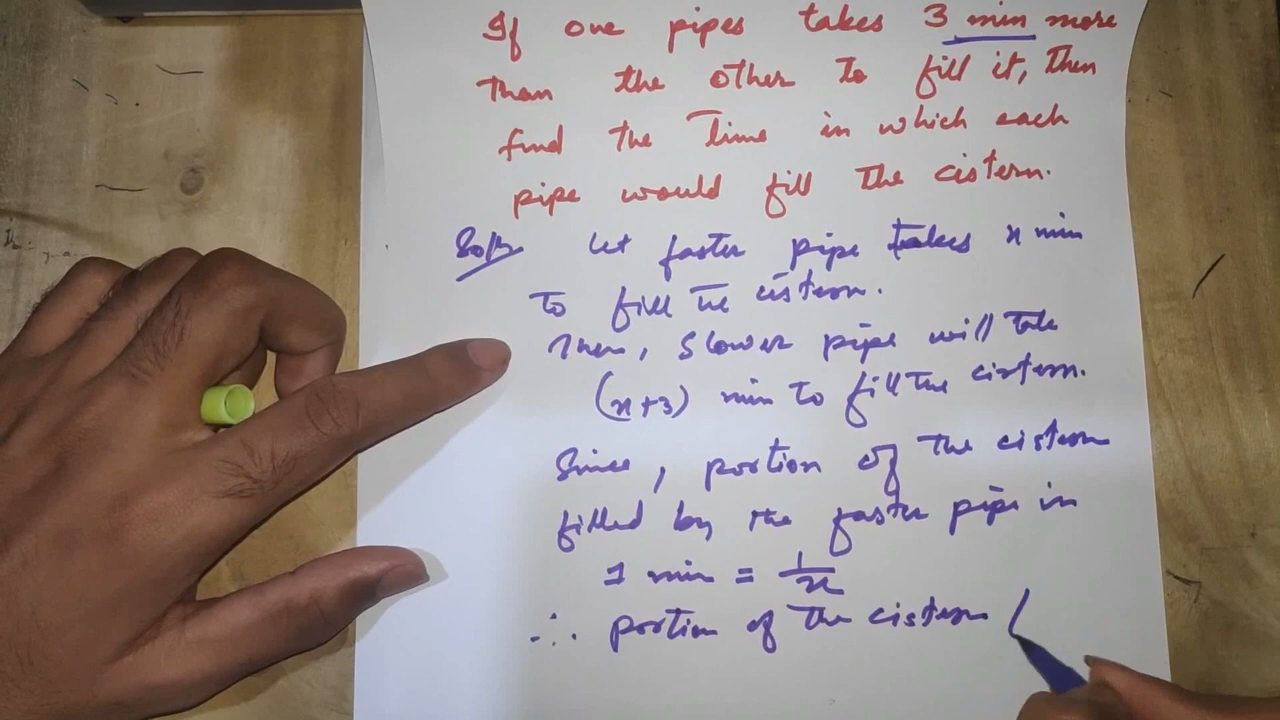 If one pipes takes 3 min more
than the other to fill it, then
find the time in which each
pipe would fill the cistern.
Soln Let faster pipe takes x min
to fill the cistern.
Then, slower pipe will take
(x+3) min to fill the cistern.
Since, portion of the cistern
filled by the faster pipe in
1 min = 1/x
∴ portion of the cistern